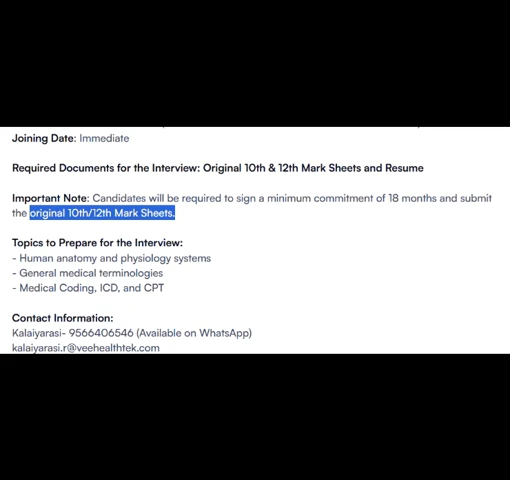 Joining Date: Immediate
Required Documents for the Interview: Original 10th & 12th Mark Sheets and Resume
Important Note: Candidates will be required to sign a minimum commitment of 18 months and submit
the original 10th/12th Mark Sheets.
Topics to Prepare for the Interview:
- Human anatomy and physiology systems
- General medical terminologies
- Medical Coding, ICD, and CPT
Contact Information:
Kalaiyarasi- 9566406546 (Available on WhatsApp)
kalaiyarasi.r@veehealthtek.com